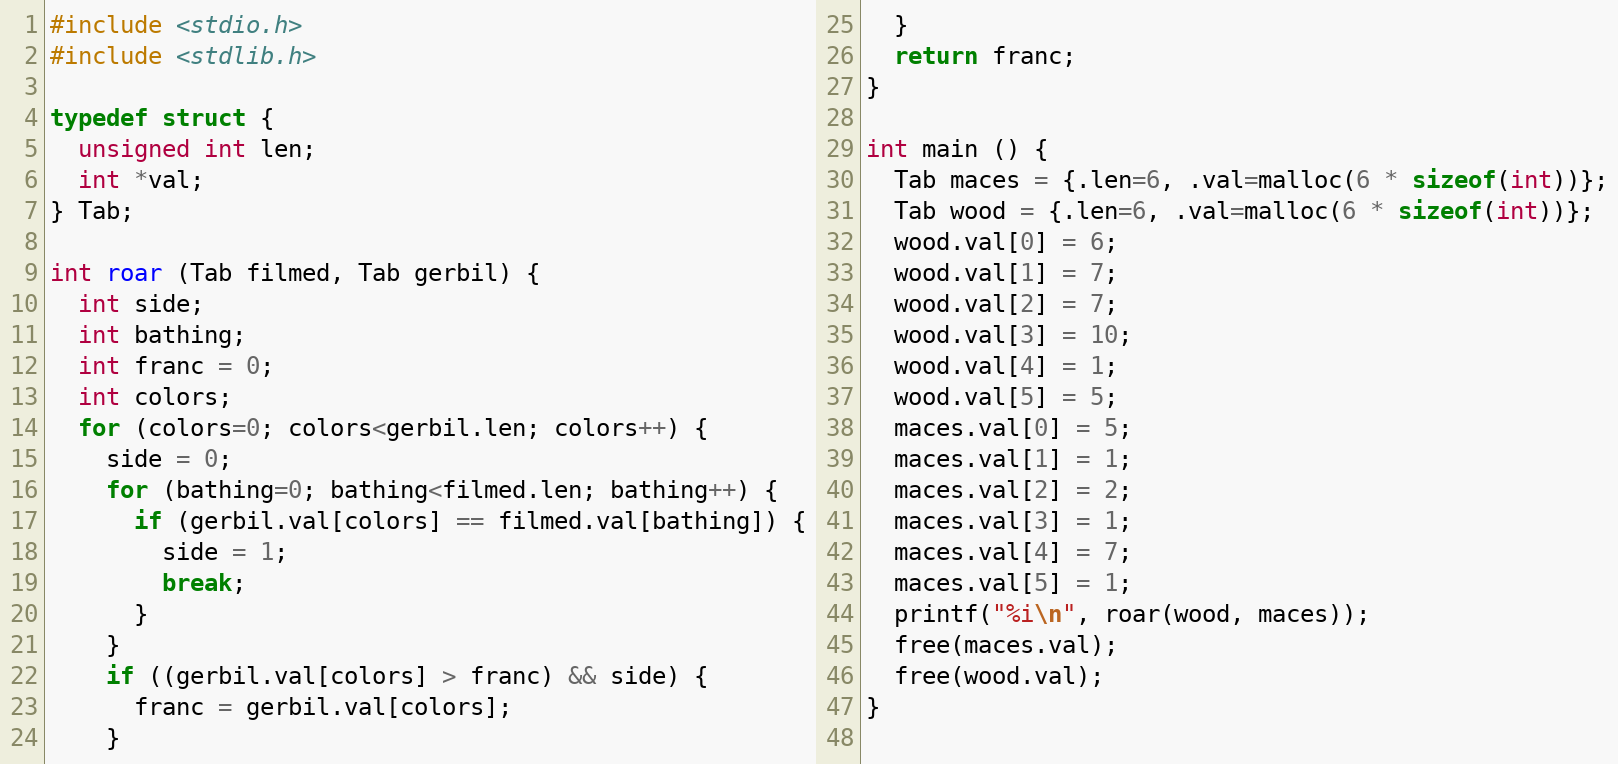 1 #include <stdio.h>
2 #include <stdlib.h>
3
4 typedef struct {
5   unsigned int len;
6   int *val;
7 } Tab;
8
9 int roar (Tab filmed, Tab gerbil) {
10   int side;
11   int bathing;
12   int franc = 0;
13   int colors;
14   for (colors=0; colors<gerbil.len; colors++) {
15     side = 0;
16     for (bathing=0; bathing<filmed.len; bathing++) {
17       if (gerbil.val[colors] == filmed.val[bathing]) {
18         side = 1;
19         break;
20       }
21     }
22     if ((gerbil.val[colors] > franc) && side) {
23       franc = gerbil.val[colors];
24     }
25   }
26   return franc;
27 }
28
29 int main () {
30   Tab maces = {.len=6, .val=malloc(6 * sizeof(int))};
31   Tab wood = {.len=6, .val=malloc(6 * sizeof(int))};
32   wood.val[0] = 6;
33   wood.val[1] = 7;
34   wood.val[2] = 7;
35   wood.val[3] = 10;
36   wood.val[4] = 1;
37   wood.val[5] = 5;
38   maces.val[0] = 5;
39   maces.val[1] = 1;
40   maces.val[2] = 2;
41   maces.val[3] = 1;
42   maces.val[4] = 7;
43   maces.val[5] = 1;
44   printf("%i\n", roar(wood, maces));
45   free(maces.val);
46   free(wood.val);
47 }
48